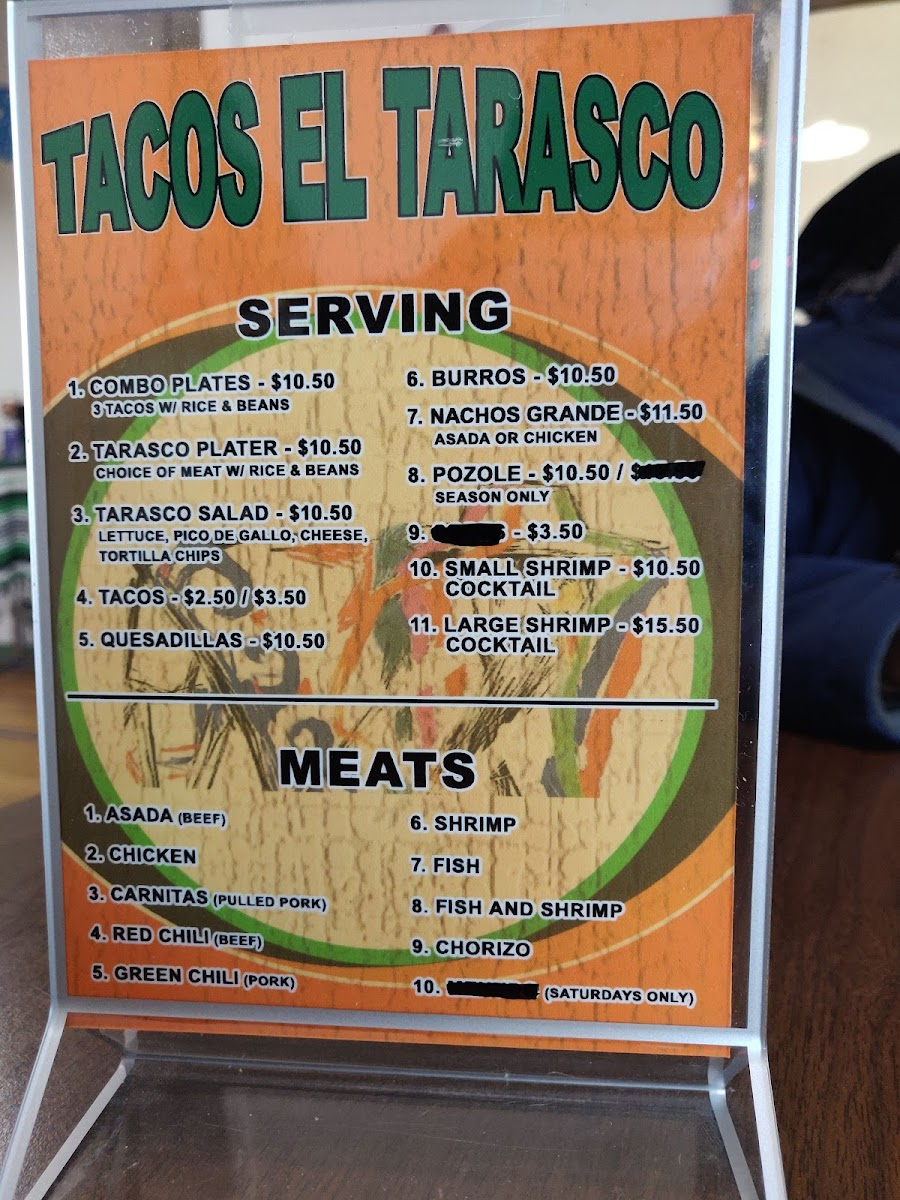 TACOS EL TARASCO
SERVING
1. COMBO PLATES - $10.50
3 TACOS W/ RICE & BEANS
2. TARASCO PLATER - $10.50
CHOICE OF MEAT W/ RICE & BEANS
3. TARASCO SALAD - $10.50
LETTUCE, PICO DE GALLO, CHEESE,
TORTILLA CHIPS
4. TACOS - $2.50 / $3.50
5. QUESADILLAS - $10.50
6. BURROS - $10.50
7. NACHOS GRANDE - $11.50
ASADA OR CHICKEN
8. POZOLE - $10.50 /
SEASON ONLY
9. - $3.50
10. SMALL SHRIMP - $10.50
COCKTAIL
11. LARGE SHRIMP - $15.50
COCKTAIL
MEATS
1. ASADA (BEEF)
2. CHICKEN
3. CARNITAS (PULLED PORK)
4. RED CHILI (BEEF)
5. GREEN CHILI (PORK)
6. SHRIMP
7. FISH
8. FISH AND SHRIMP
9. CHORIZO
10. (SATURDAYS ONLY)